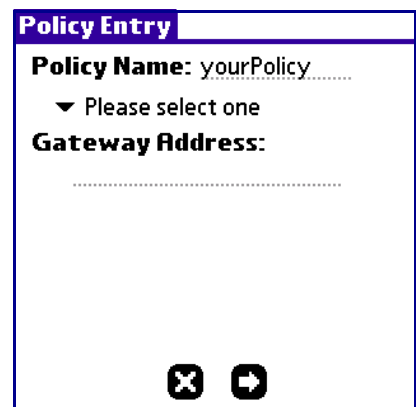 Policy Entry
Policy Name: yourPolicy
Please select one
Gateway Address: